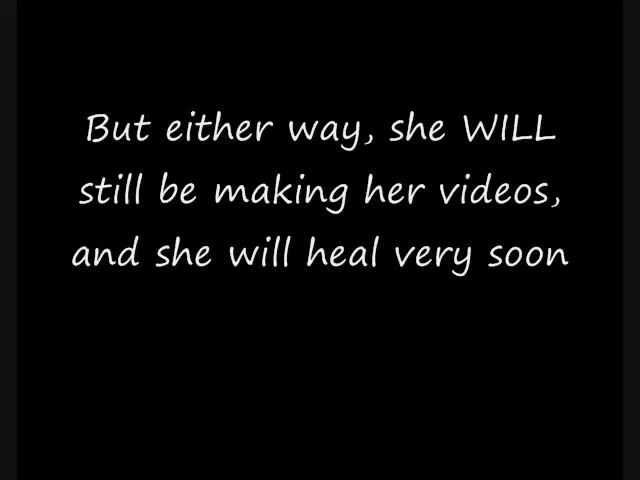 But either way, she WILL
still be making her videos,
and she will heal very soon